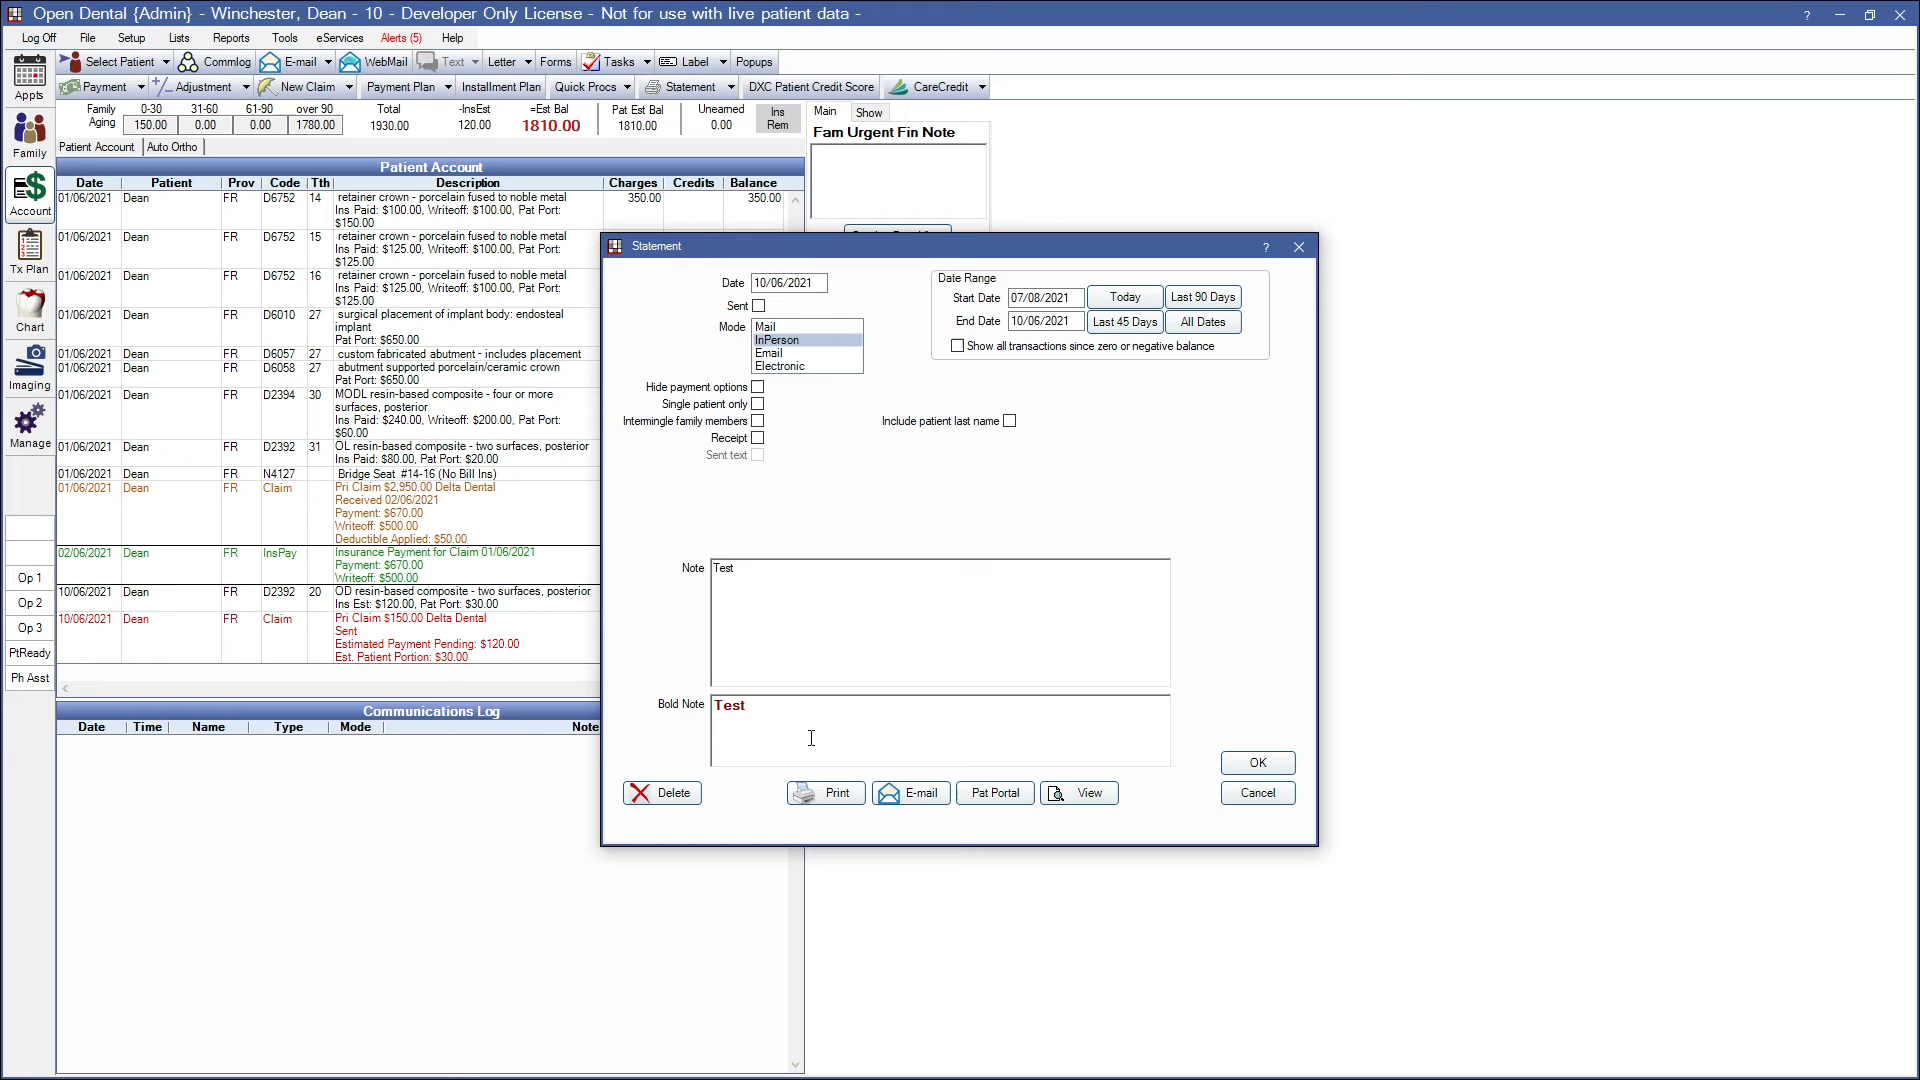 Open Dental {Admin} - Winchester, Dean - 10 - Developer Only License - Not for use with live patient data -
Log Off File Setup Lists Reports Tools eServices Alerts (5) Help
Select Patient Commlog E-mail WebMail Text Letter Forms Tasks Label Popups
Payment Adjustment New Claim Payment Plan Installment Plan Quick Procs Statement DXC Patient Credit Score CareCredit
Appts
Family
Account
Tx Plan
Chart
Imaging
Manage
Op 1
Op 2
Op 3
PtReady
Ph Asst
Family Aging 0-30 31-60 61-90 over 90 Total -InsEst =Est Bal Pat Est Bal Unearned Ins Rem
150.00 0.00 0.00 1780.00 1930.00 120.00 1810.00 1810.00 0.00
Main Show
Fam Urgent Fin Note
Patient Account Auto Ortho
Patient Account
Date Patient Prov Code Tth Description Charges Credits Balance
01/06/2021 Dean FR D6752 14 retainer crown - porcelain fused to noble metal 350.00 350.00
Ins Paid: $100.00, Writeoff: $100.00, Pat Port:
$150.00
01/06/2021 Dean FR D6752 15 retainer crown - porcelain fused to noble metal
Ins Paid: $125.00, Writeoff: $100.00, Pat Port:
$125.00
01/06/2021 Dean FR D6752 16 retainer crown - porcelain fused to noble metal
Ins Paid: $125.00, Writeoff: $100.00, Pat Port:
$125.00
01/06/2021 Dean FR D6010 27 surgical placement of implant body: endosteal
implant
Pat Port: $650.00
01/06/2021 Dean FR D6057 27 custom fabricated abutment - includes placement
01/06/2021 Dean FR D6058 27 abutment supported porcelain/ceramic crown
Pat Port: $650.00
01/06/2021 Dean FR D2394 30 MODL resin-based composite - four or more
surfaces, posterior
Ins Paid: $240.00, Writeoff: $200.00, Pat Port:
$60.00
01/06/2021 Dean FR D2392 31 OL resin-based composite - two surfaces, posterior
Ins Paid: $80.00, Pat Port: $20.00
01/06/2021 Dean FR N4127 Bridge Seat #14-16 (No Bill Ins)
01/06/2021 Dean FR Claim Pri Claim $2,950.00 Delta Dental
Received 02/06/2021
Payment: $670.00
Writeoff: $500.00
Deductible Applied: $50.00
02/06/2021 Dean FR InsPay Insurance Payment for Claim 01/06/2021
Payment: $670.00
Writeoff: $500.00
10/06/2021 Dean FR D2392 20 OD resin-based composite - two surfaces, posterior
Ins Est: $120.00, Pat Port: $30.00
10/06/2021 Dean FR Claim Pri Claim $150.00 Delta Dental
Sent
Estimated Payment Pending: $120.00
Est. Patient Portion: $30.00
Communications Log
Date Time Name Type Mode Note
Statement
Date 10/06/2021
Sent
Mode Mail
InPerson
Email
Electronic
Hide payment options
Single patient only
Intermingle family members
Receipt
Sent text
Include patient last name
Date Range
Start Date 07/08/2021 Today Last 90 Days
End Date 10/06/2021 Last 45 Days All Dates
Show all transactions since zero or negative balance
Note Test
Bold Note Test
OK
Delete Print E-mail Pat Portal View Cancel